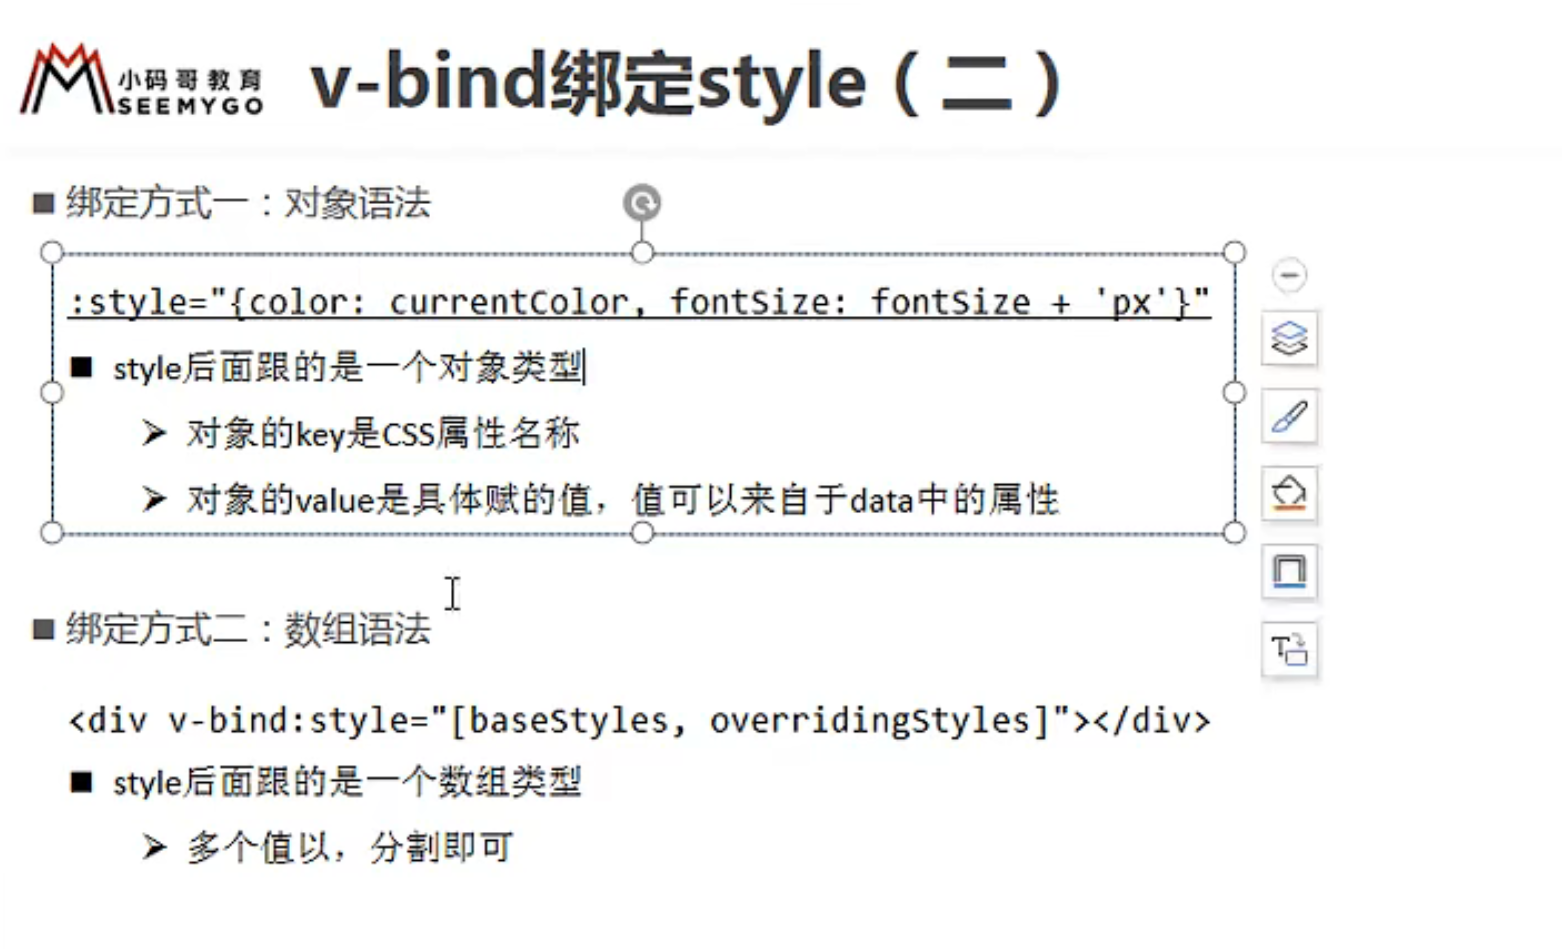 小码哥教育
SEEMYGO
v-bind绑定style（二）
■ 绑定方式一：对象语法
:style="{color: currentColor, fontSize: fontSize + 'px'}"
■ style后面跟的是一个对象类型
➢ 对象的key是CSS属性名称
➢ 对象的value是具体赋的值，值可以来自于data中的属性
■ 绑定方式二：数组语法
<div v-bind:style="[baseStyles, overridingStyles]"></div>
■ style后面跟的是一个数组类型
➢ 多个值以，分割即可